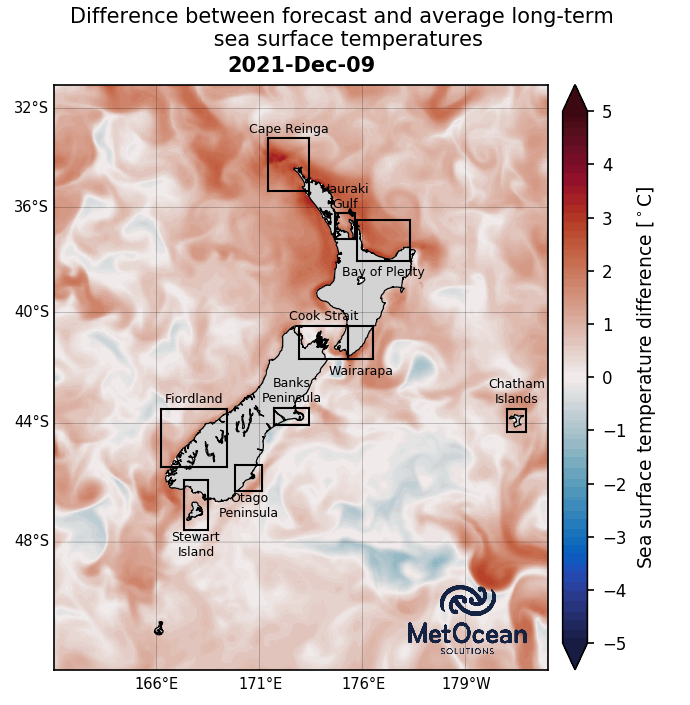 Difference between forecast and average long-term
sea surface temperatures
2021-Dec-09
32°S
36°S
40°S
44°S
48°S
Cape Reinga
Hauraki
Gulf
Bay of Plenty
Cook Strait
Wairarapa
Banks
Peninsula
Fiordland
Chatham
Islands
Otago
Peninsula
Stewart
Island
MetOcean
SOLUTIONS
166°E
171°E
176°E
179°W
5
4
3
2
1
0
−1
−2
−3
−4
−5
Sea surface temperature difference [°C]